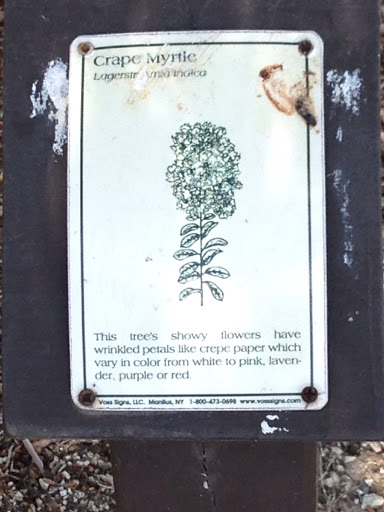 Crape Myrtle
Lagerstroemia indica
This tree's showy flowers have
wrinkled petals like crepe paper which
vary in color from white to pink, laven-
der, purple or red.
Voss Signs, LLC. Manlius, NY 1-800-473-0698 www.vosssigns.com